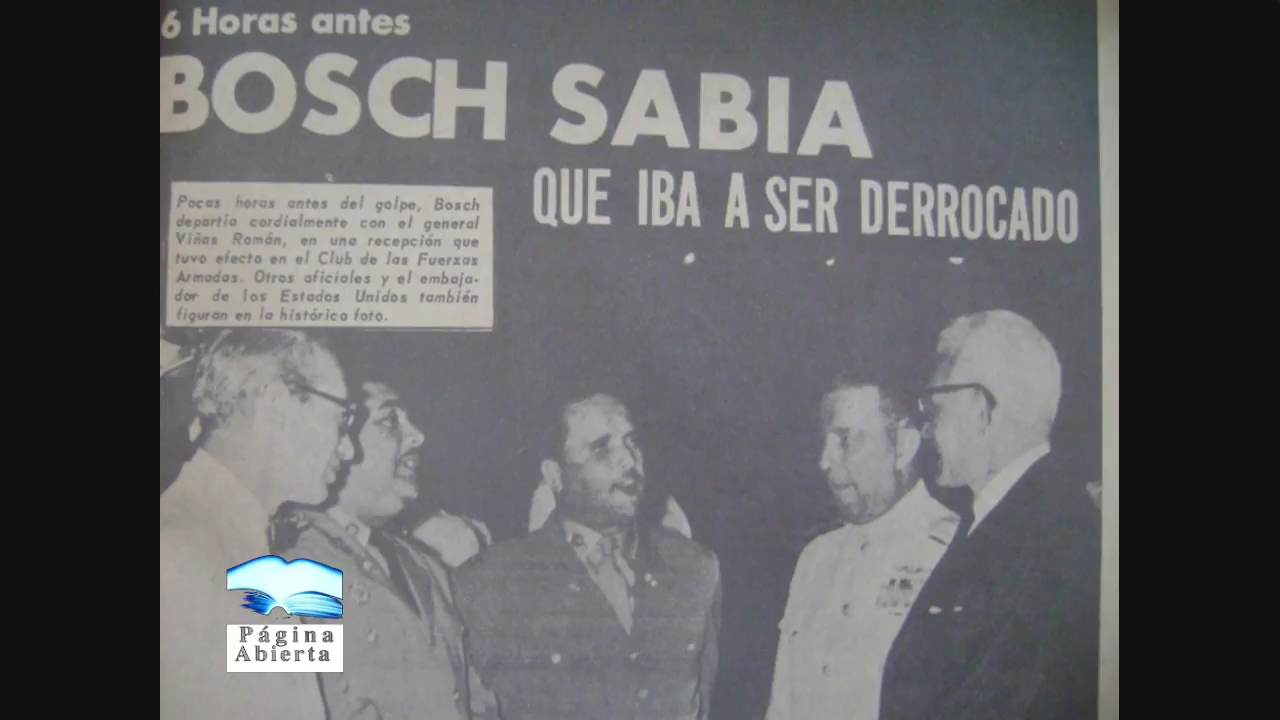 6 Horas antes
BOSCH SABIA
QUE IBA A SER DERROCADO
Pocas horas antes del golpe, Bosch
departía cordialmente con el general
Viñas Román, en una recepción que
tuvo efecto en el Club de las Fuerzas
Armadas. Otros oficiales y el embaja-
dor de los Estados Unidos también
figuran en la histórico foto.
Página
Abierta